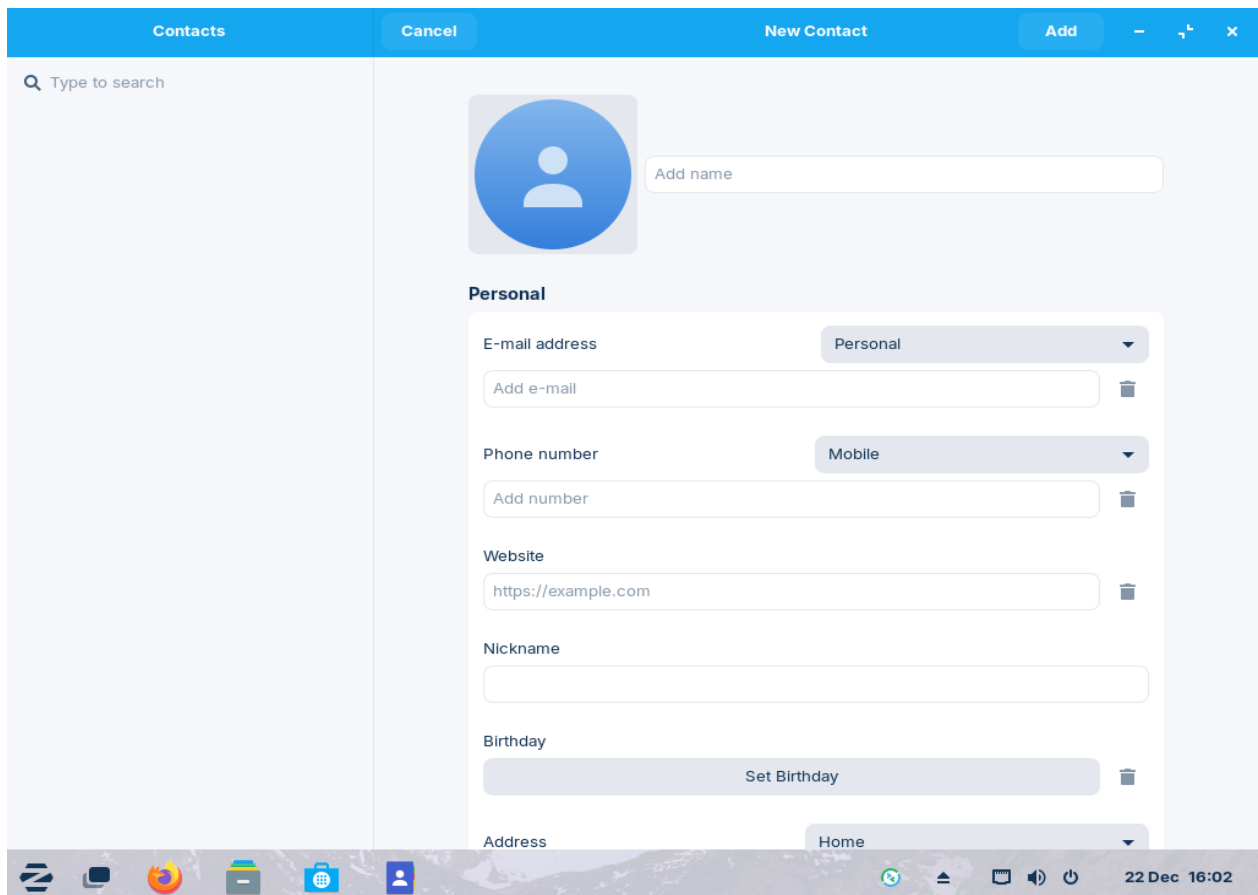 Contacts
Cancel
New Contact
Add
Type to search
Add name
Personal
E-mail address
Personal
Add e-mail
Phone number
Mobile
Add number
Website
https://example.com
Nickname
Birthday
Set Birthday
Address
Home
22 Dec 16:02